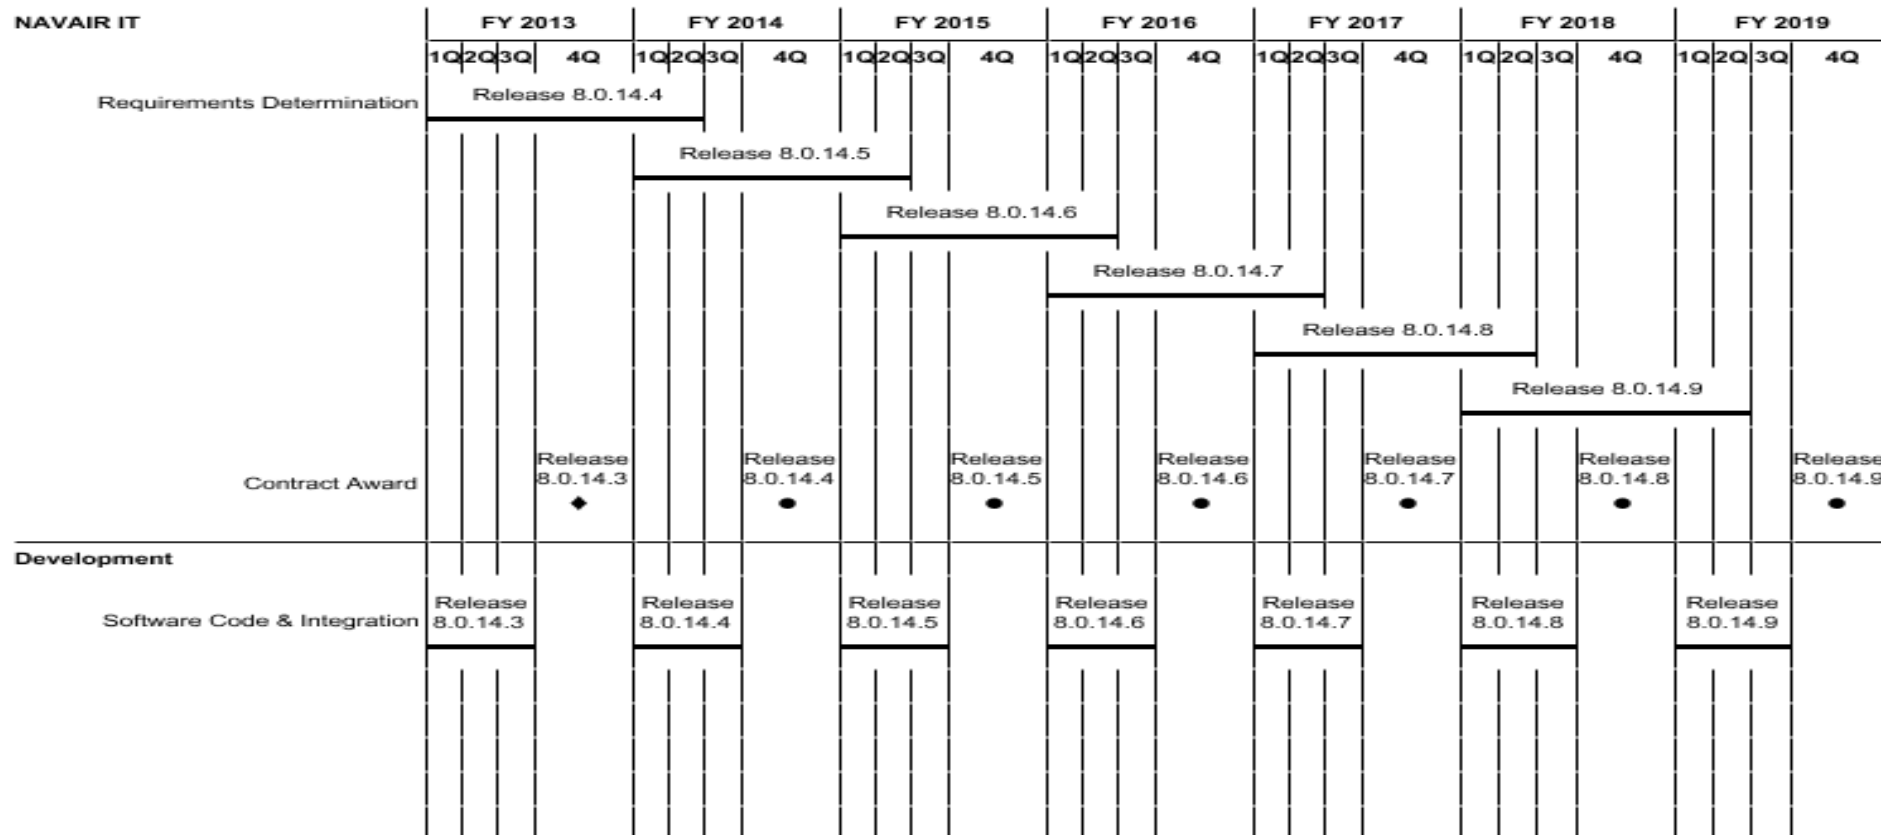 NAVAIR IT FY 2013 FY 2014 FY 2015 FY 2016 FY 2017 FY 2018 FY 2019
1Q 2Q 3Q 4Q 1Q 2Q 3Q 4Q 1Q 2Q 3Q 4Q 1Q 2Q 3Q 4Q 1Q 2Q 3Q 4Q 1Q 2Q 3Q 4Q 1Q 2Q 3Q 4Q
Release 8.0.14.4
Requirements Determination
Release 8.0.14.5
Release 8.0.14.6
Release 8.0.14.7
Release 8.0.14.8
Release 8.0.14.9
Release Release Release Release Release Release Release
8.0.14.3 8.0.14.4 8.0.14.5 8.0.14.6 8.0.14.7 8.0.14.8 8.0.14.9
Contract Award
Development
Release Release Release Release Release Release Release
Software Code & Integration 8.0.14.3 8.0.14.4 8.0.14.5 8.0.14.6 8.0.14.7 8.0.14.8 8.0.14.9